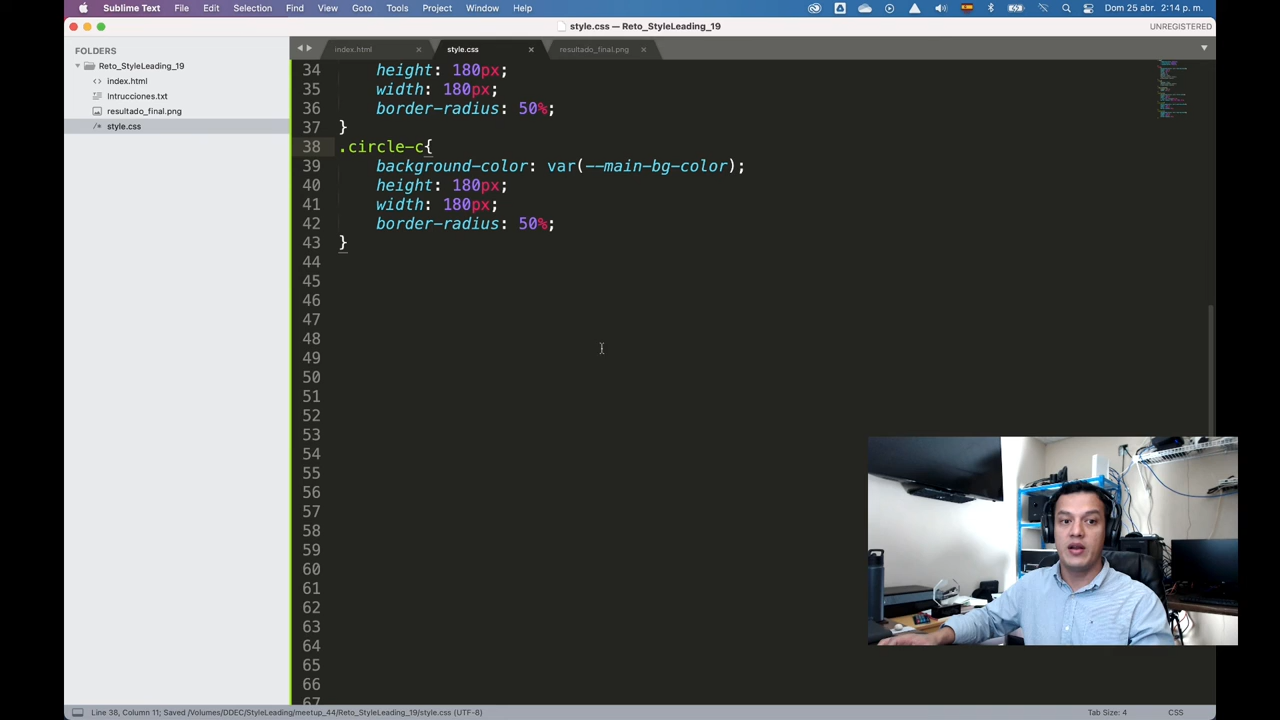 Sublime Text File Edit Selection Find View Goto Tools Project Window Help Dom 25 abr. 2:14 p. m.
style.css — Reto_StyleLeading_19 UNREGISTERED
FOLDERS
Reto_StyleLeading_19
index.html
Intrucciones.txt
resultado_final.png
style.css
index.html style.css resultado_final.png
34 height: 180px;
35 width: 180px;
36 border-radius: 50%;
37 }
38 .circle-c{
39 background-color: var(--main-bg-color);
40 height: 180px;
41 width: 180px;
42 border-radius: 50%;
43 }
44
45
46
47
48
49
50
51
52
53
54
55
56
57
58
59
60
61
62
63
64
65
66
67
Line 38, Column 11; Saved /Volumes/DDEC/StyleLeading/meetup_44/Reto_StyleLeading_19/style.css (UTF-8) Tab Size: 4 CSS